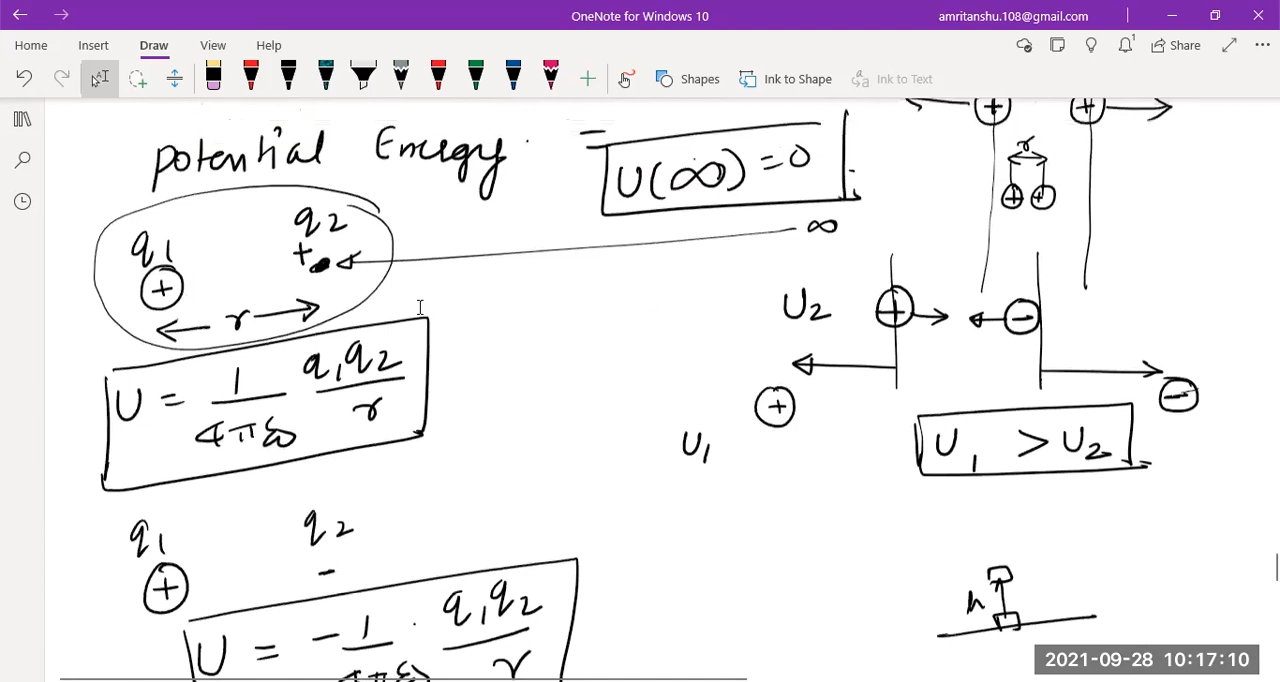 OneNote for Windows 10
amritanshu.108@gmail.com
Home Insert Draw View Help
Share
Shapes Ink to Shape Ink to Text
potential Energy
U(∞) = 0
∞
q1 q2
+ +
r
U = 1/4πε0 q1q2/r
r
+ +
+ +
U2 + −
+ −
U1
U1 > U2
q1 q2
+ −
U = −1/4πε0 · q1q2/r
h
2021-09-28 10:17:10